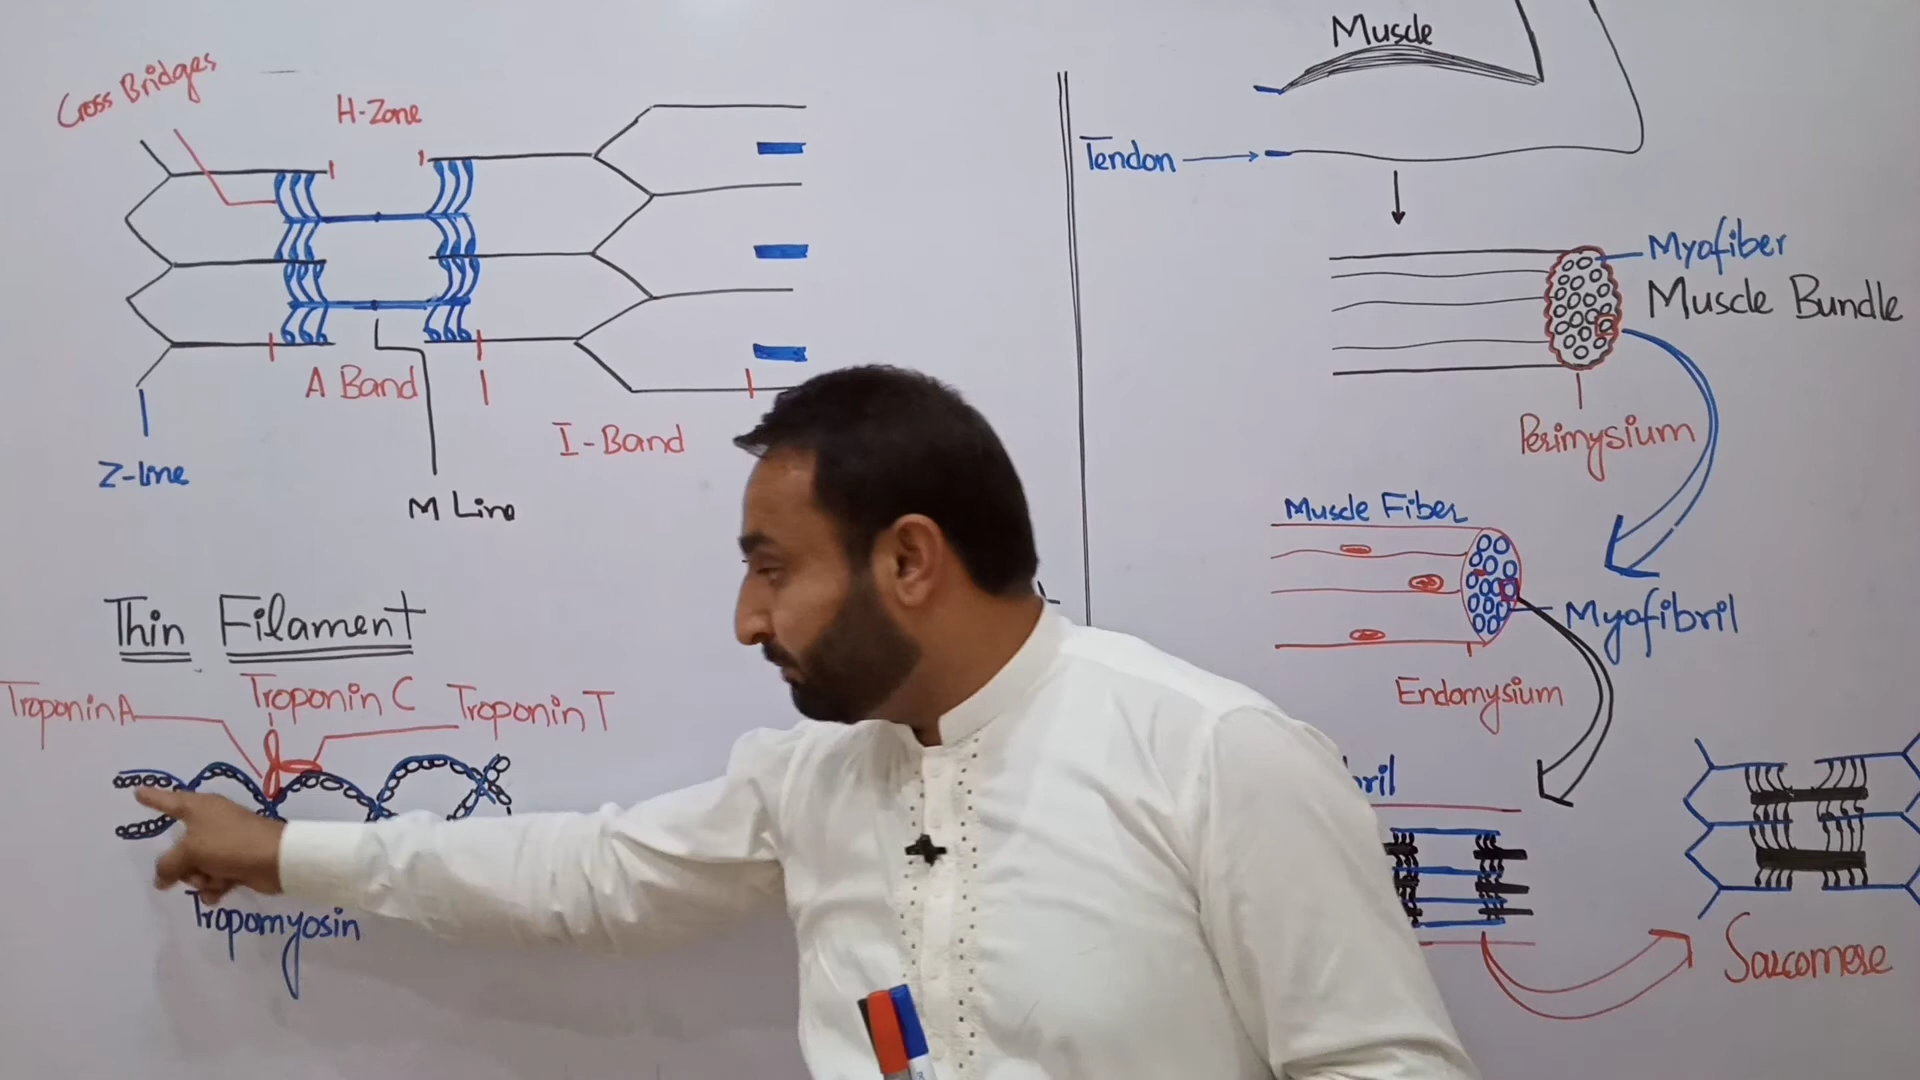 Cross Bridges
H-Zone
A Band
I-Band
Z-Line
M Line
Thin Filament
Troponin A
Troponin C
Troponin T
Tropomyosin
Muscle
Tendon
Myofiber
Muscle Bundle
Perimysium
Muscle Fiber
Myofibril
Endomysium
Sarcomere